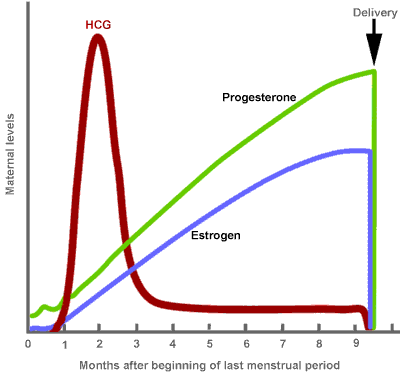 Delivery
HCG
Progesterone
Maternal levels
Estrogen
0 1 2 3 4 5 6 7 8 9
Months after beginning of last menstrual period